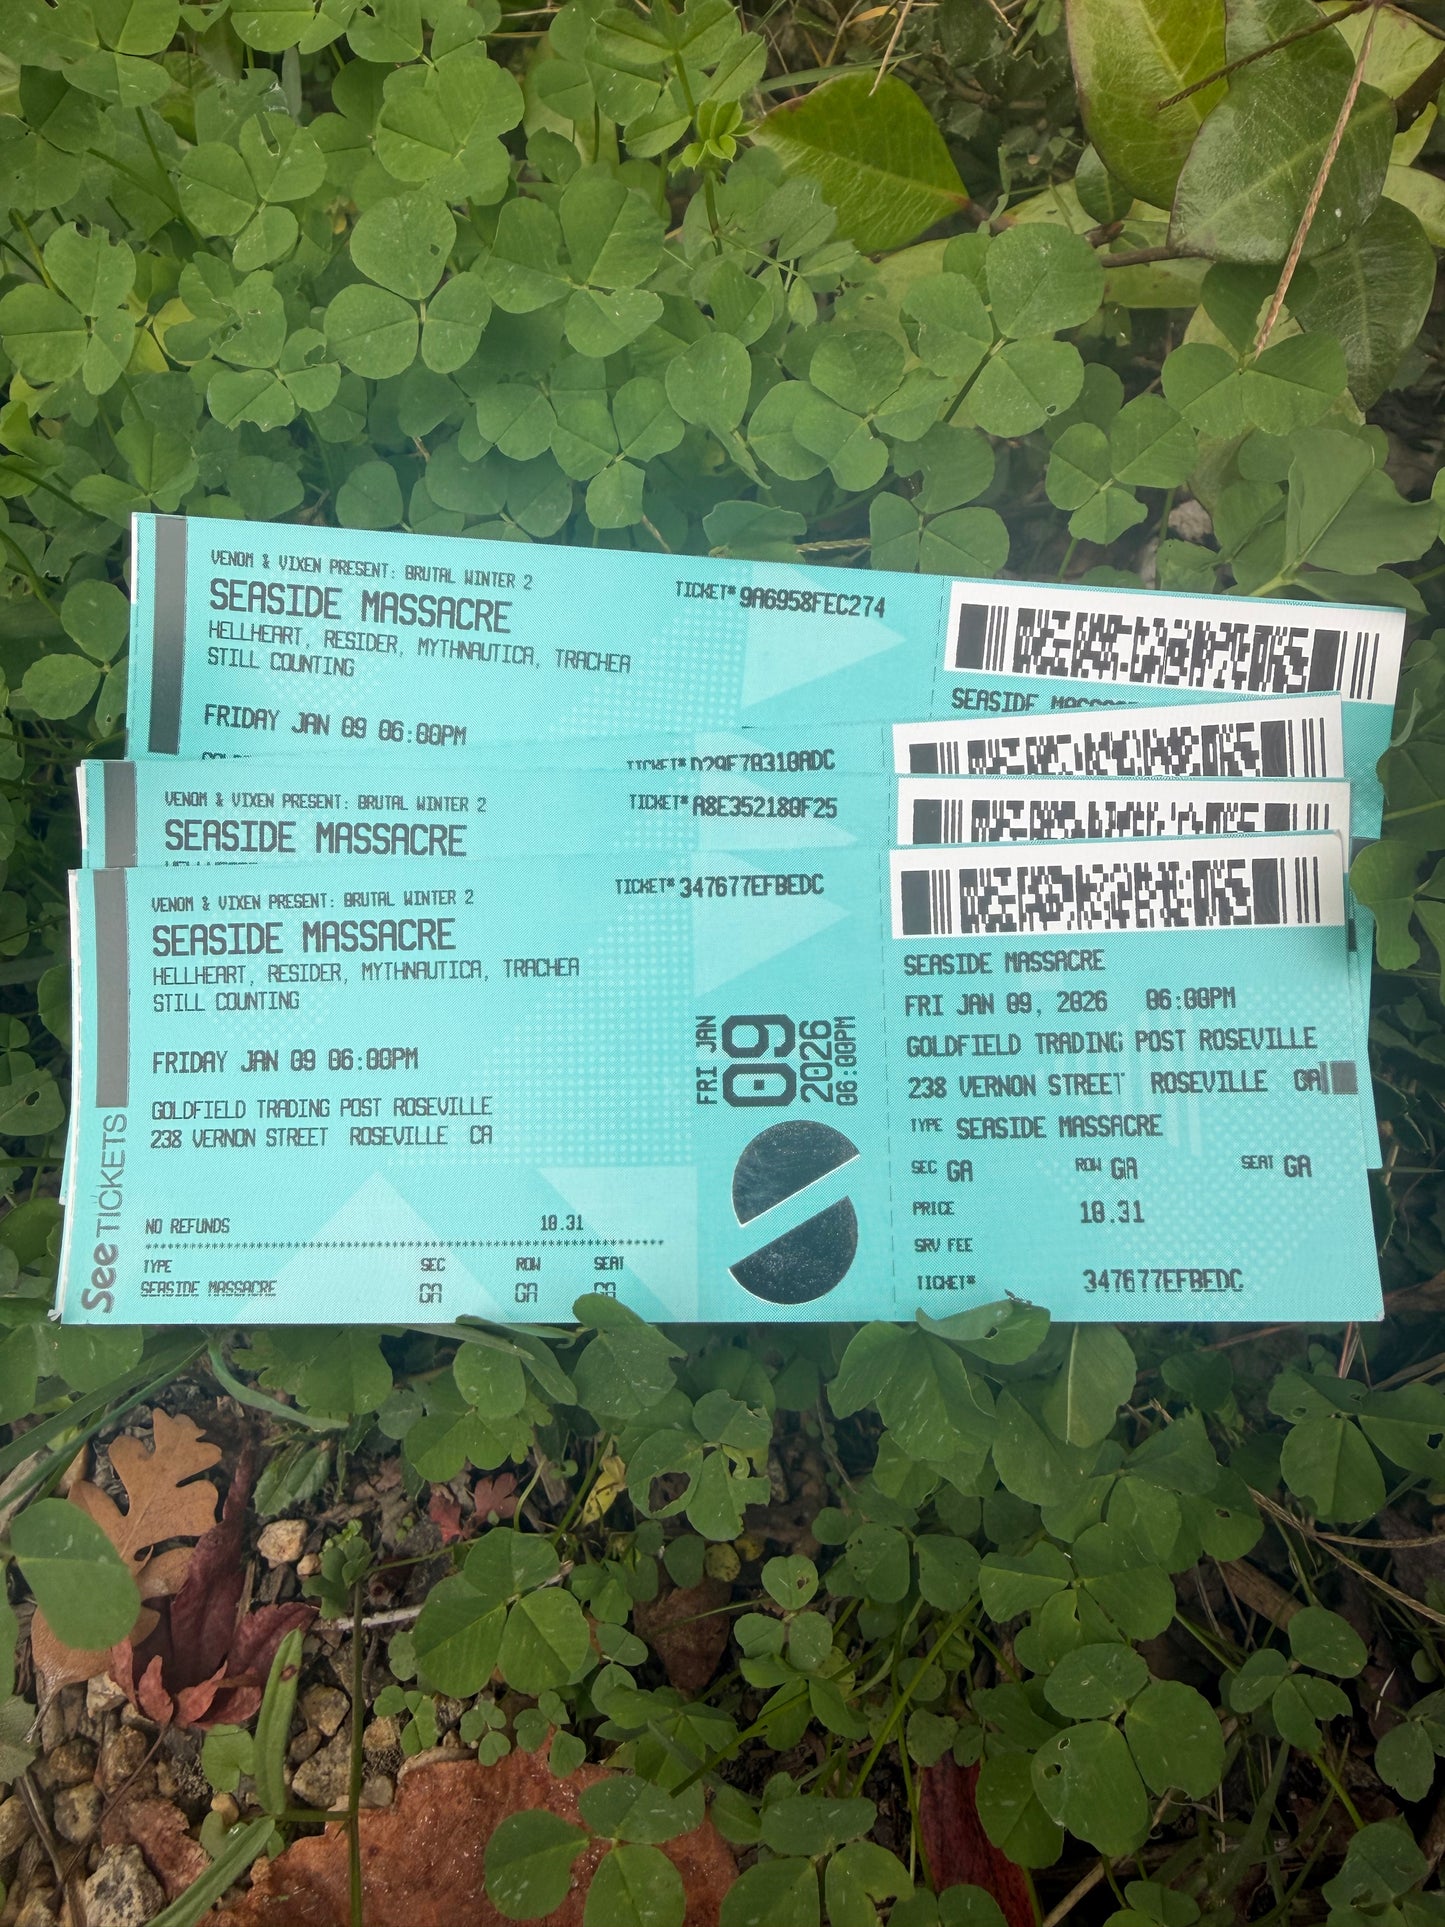 VENOM & VIXEN PRESENT: BRUTAL WINTER 2
SEASIDE MASSACRE
HELLHEART, RESIDER, MYTHNAUTICA, TRACHEA
STILL COUNTING
FRIDAY JAN 09 06:00PM
TICKET# 9A6958FEC274
SEASIDE MASSACRE
TICKET# D29F7A310ADC
VENOM & VIXEN PRESENT: BRUTAL WINTER 2
SEASIDE MASSACRE
TICKET# A8E352180F25
VENOM & VIXEN PRESENT: BRUTAL WINTER 2
SEASIDE MASSACRE
HELLHEART, RESIDER, MYTHNAUTICA, TRACHEA
STILL COUNTING
FRIDAY JAN 09 06:00PM
GOLDFIELD TRADING POST ROSEVILLE
238 VERNON STREET ROSEVILLE CA
NO REFUNDS 10.31
TYPE SEC ROW SEAT
SEASIDE MASSACRE GA GA GA
See TICKETS
TICKET# 347677EFBEDC
FRI JAN
09
2026
06:00PM
SEASIDE MASSACRE
FRI JAN 09, 2026 06:00PM
GOLDFIELD TRADING POST ROSEVILLE
238 VERNON STREET ROSEVILLE CA
TYPE SEASIDE MASSACRE
SEC GA ROW GA SEAT GA
PRICE 10.31
SRV FEE
TICKET# 347677EFBEDC